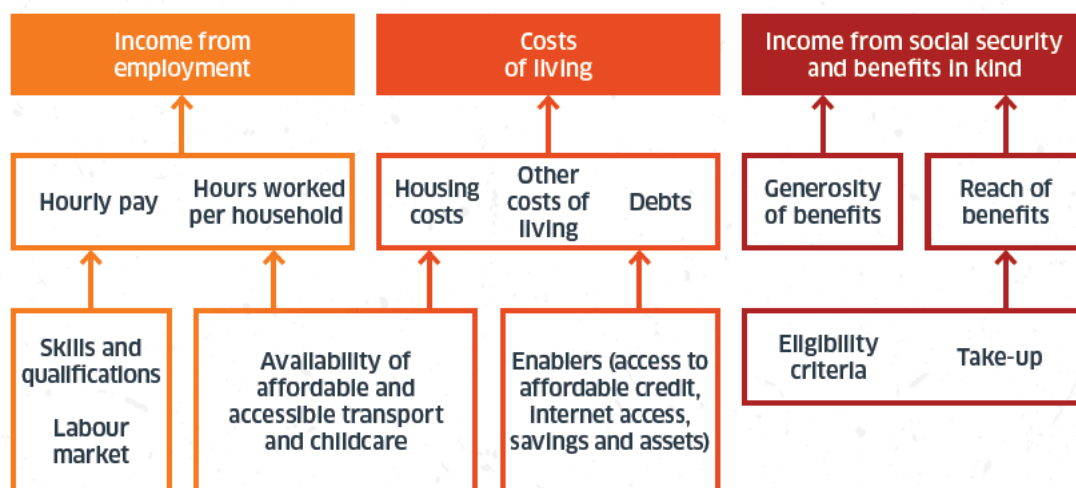 Income from
employment
Costs
of living
Income from social security
and benefits in kind
Hourly pay
Hours worked
per household
Housing
costs
Other
costs of
living
Debts
Generosity
of benefits
Reach of
benefits
Skills and
qualifications
Labour
market
Availability of
affordable and
accessible transport
and childcare
Enablers (access to
affordable credit,
internet access,
savings and assets)
Eligibility
criteria
Take-up